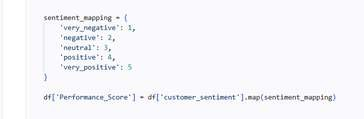 sentiment_mapping = {
    'very_negative': 1,
    'negative': 2,
    'neutral': 3,
    'positive': 4,
    'very_positive': 5
}
df['Performance_Score'] = df['customer_sentiment'].map(sentiment_mapping)